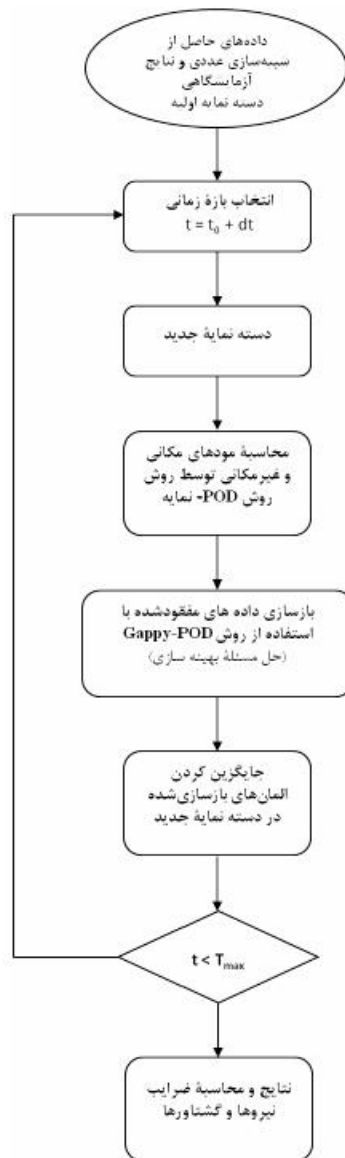 داده‌های حاصل از
شبیه‌سازی عددی و نتایج
آزمایشگاهی
دسته نمایه اولیه
انتخاب بازهٔ زمانی
t = t₀ + dt
دسته نمایهٔ جدید
محاسبهٔ مودهای مکانی
و غیرمکانی توسط روش
روش POD- نمایه
بازسازی داده های مفقودشده با
استفاده از روش Gappy-POD
(حل مسئلهٔ بهینه سازی)
جایگزین کردن
المان‌های بازسازی‌شده
در دسته نمایهٔ جدید
t < Tmax
نتایج و محاسبهٔ ضرایب
نیروها و گشتاورها